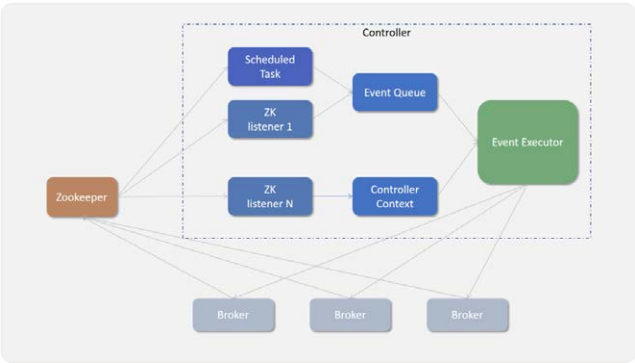 Controller
Scheduled
Task
Event Queue
ZK
listener 1
Event Executor
Zookeeper
ZK
listener N
Controller
Context
Broker
Broker
Broker